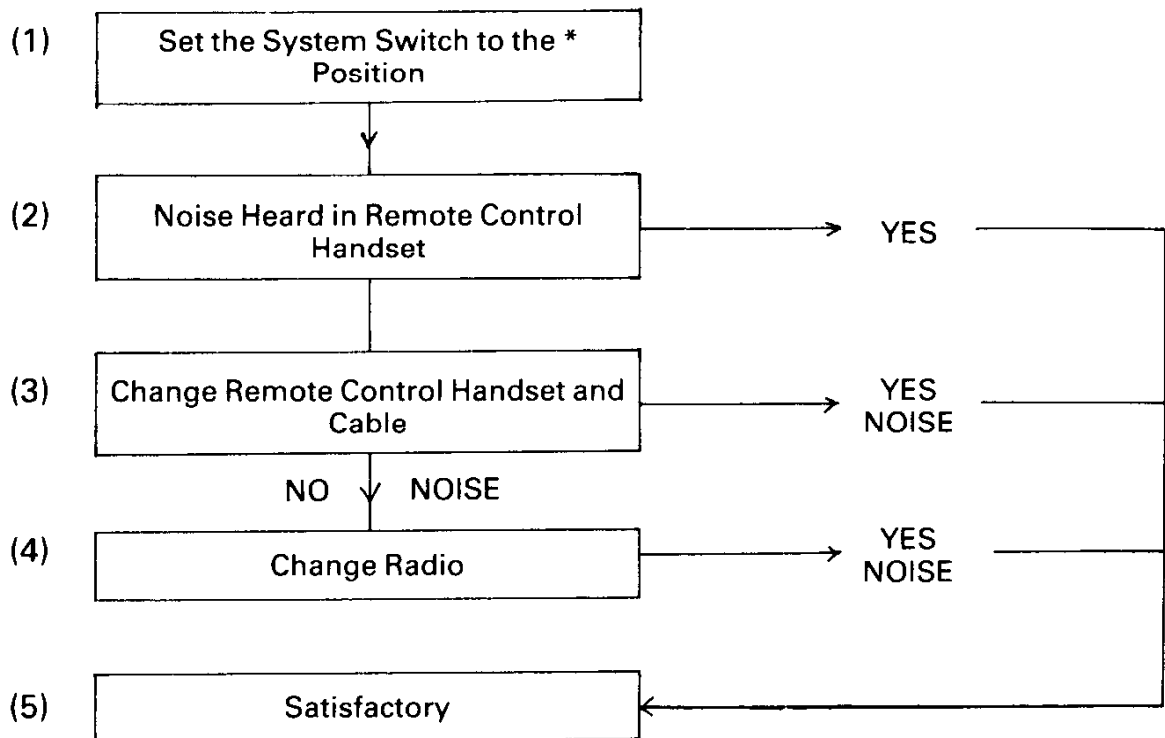 (1) Set the System Switch to the *
Position
(2) Noise Heard in Remote Control
Handset
YES
(3) Change Remote Control Handset and
Cable
YES
NOISE
NO NOISE
(4) Change Radio
YES
NOISE
(5) Satisfactory